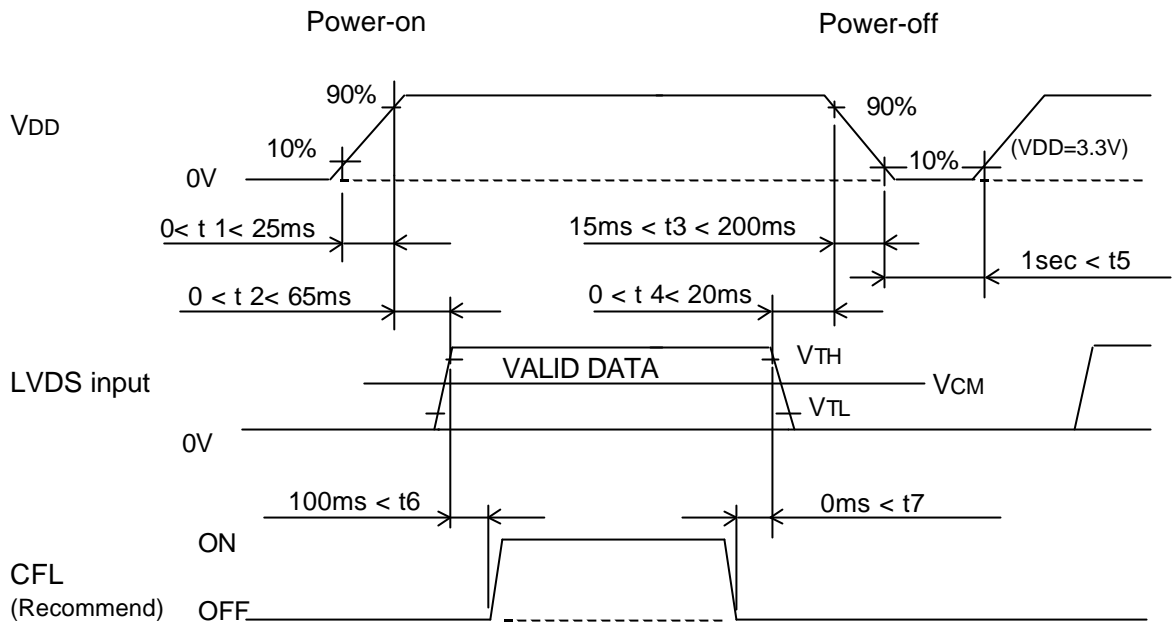 Power-on
Power-off
VDD
90%
90%
10%
10%
(VDD=3.3V)
0V
0< t 1< 25ms
15ms < t3 < 200ms
1sec < t5
0 < t 2< 65ms
0 < t 4< 20ms
LVDS input
VALID DATA
VTH
VCM
VTL
0V
100ms < t6
0ms < t7
ON
CFL
(Recommend)
OFF